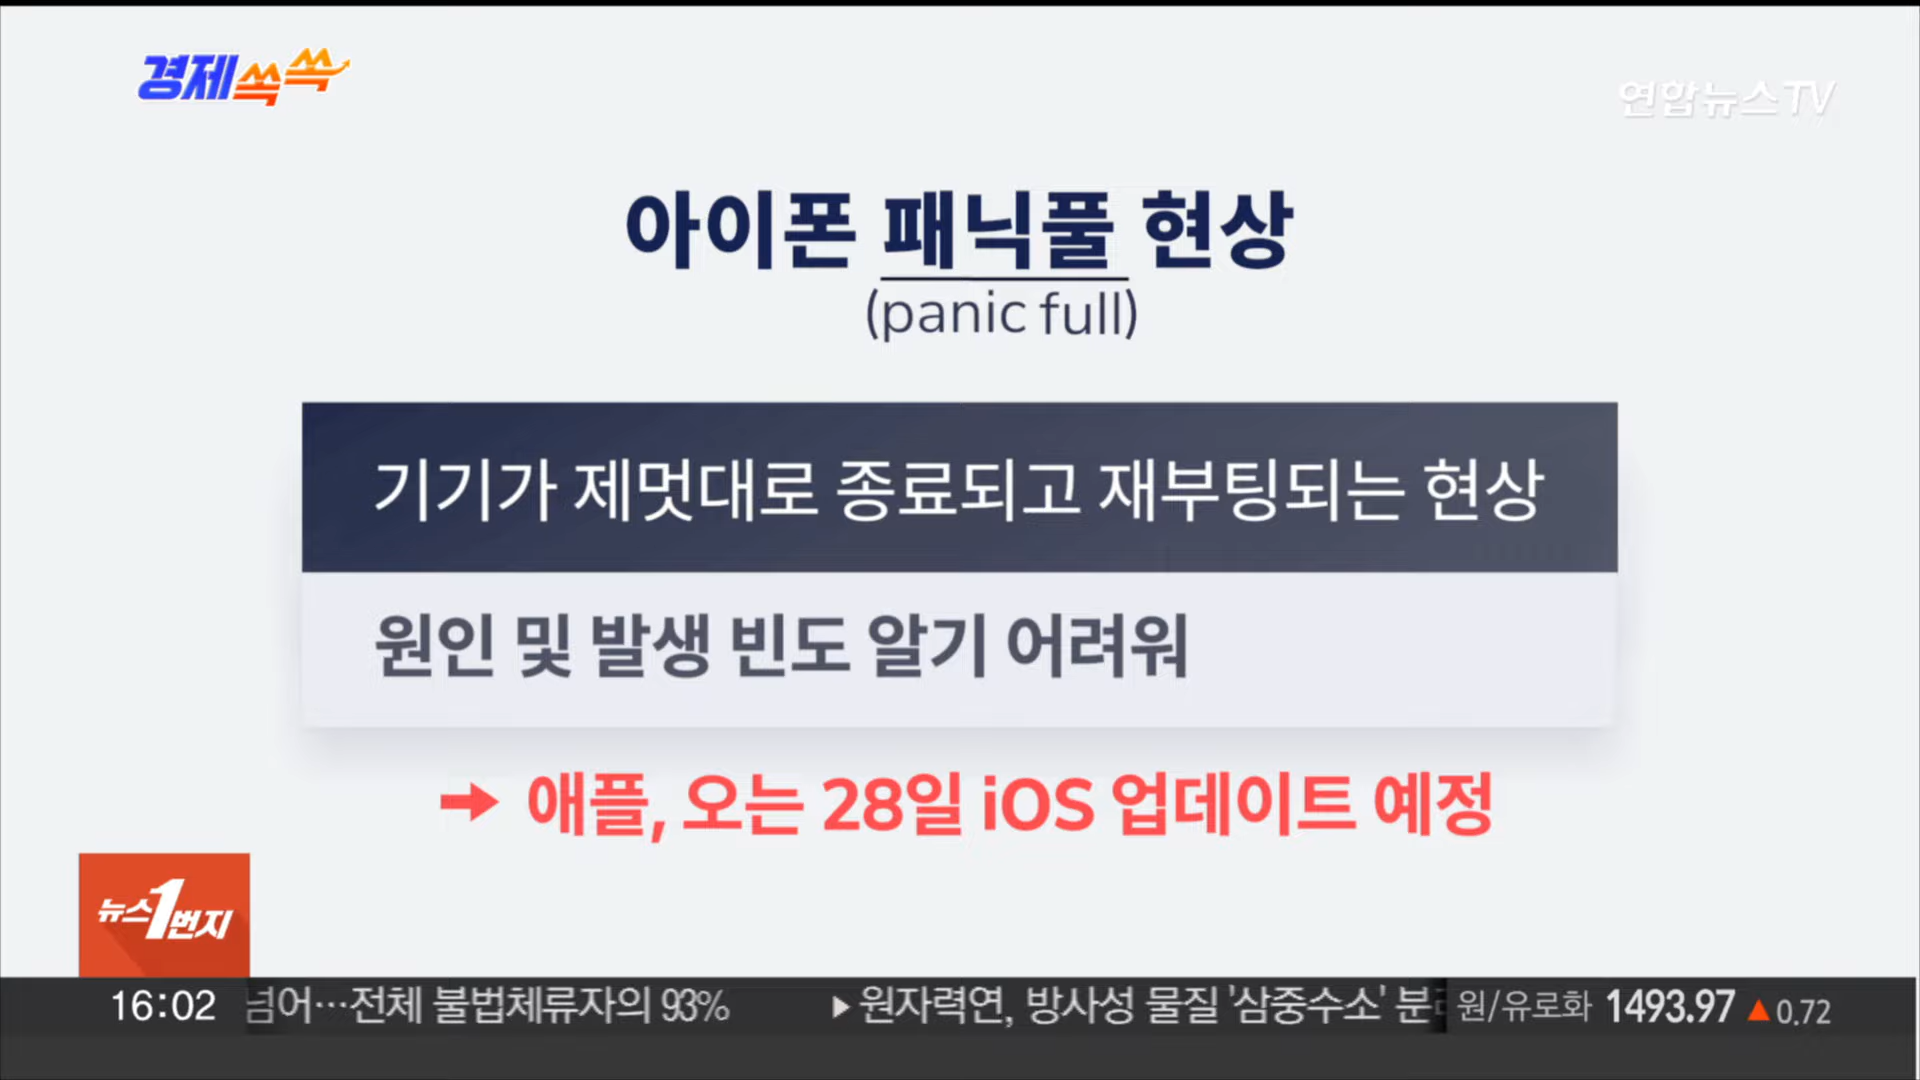 경제쏙쏙
연합뉴스TV
아이폰 패닉풀 현상
(panic full)
기기가 제멋대로 종료되고 재부팅되는 현상
원인 및 발생 빈도 알기 어려워
➡ 애플, 오는 28일 iOS 업데이트 예정
뉴스1번지
16:02 넘어…전체 불법체류자의 93% ▶원자력연, 방사성 물질 '삼중수소' 원/유로화 1493.97 ▲0.72